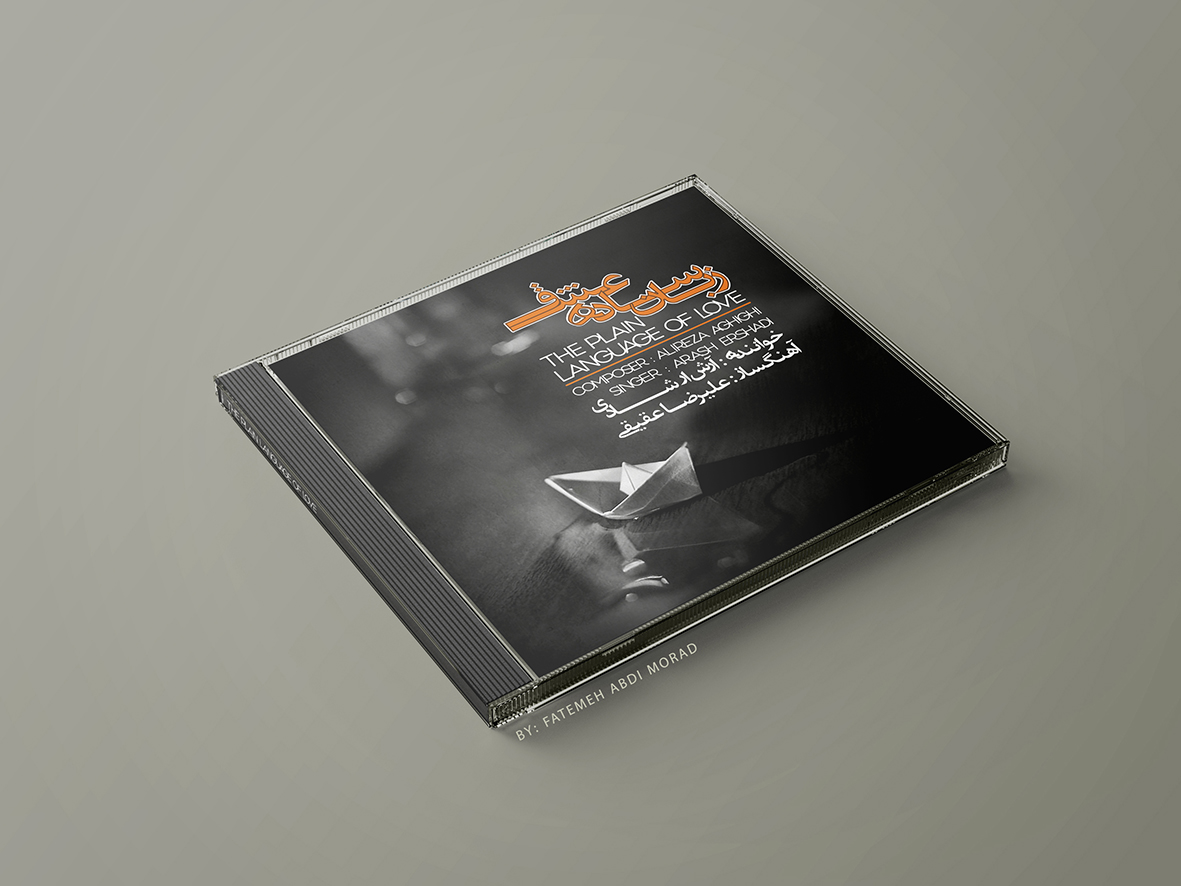 زبان ساده عشق
THE PLAIN
LANGUAGE OF LOVE
COMPOSER : ALIREZA AGHIGHI
SINGER : ARASH ERSHADI
خواننده : آرش ارشادی
آهنگساز : علیرضا عقیقی
THE PLAIN LANGUAGE OF LOVE
BY: FATEMEH ABDI MORAD